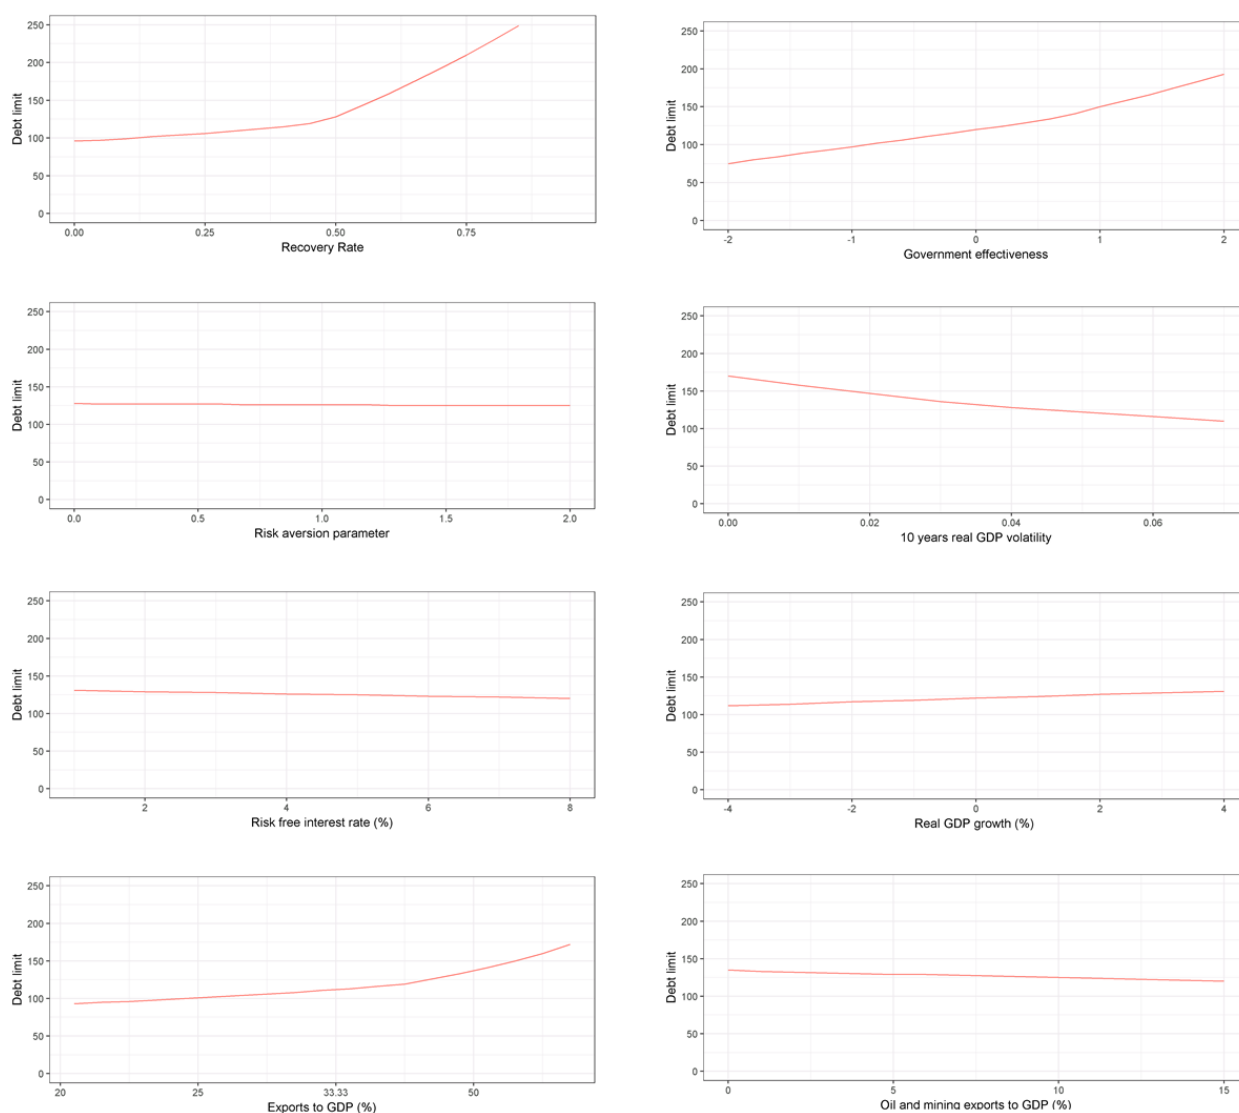 250
200
150
100
50
0
Debt limit
0.00 0.25 0.50 0.75
Recovery Rate
250
200
150
100
50
0
Debt limit
-2 -1 0 1 2
Government effectiveness
250
200
150
100
50
0
Debt limit
0.0 0.5 1.0 1.5 2.0
Risk aversion parameter
250
200
150
100
50
0
Debt limit
0.00 0.02 0.04 0.06
10 years real GDP volatility
250
200
150
100
50
0
Debt limit
2 4 6 8
Risk free interest rate (%)
250
200
150
100
50
0
Debt limit
-4 -2 0 2 4
Real GDP growth (%)
250
200
150
100
50
0
Debt limit
20 25 33.33 50
Exports to GDP (%)
250
200
150
100
50
0
Debt limit
0 5 10 15
Oil and mining exports to GDP (%)